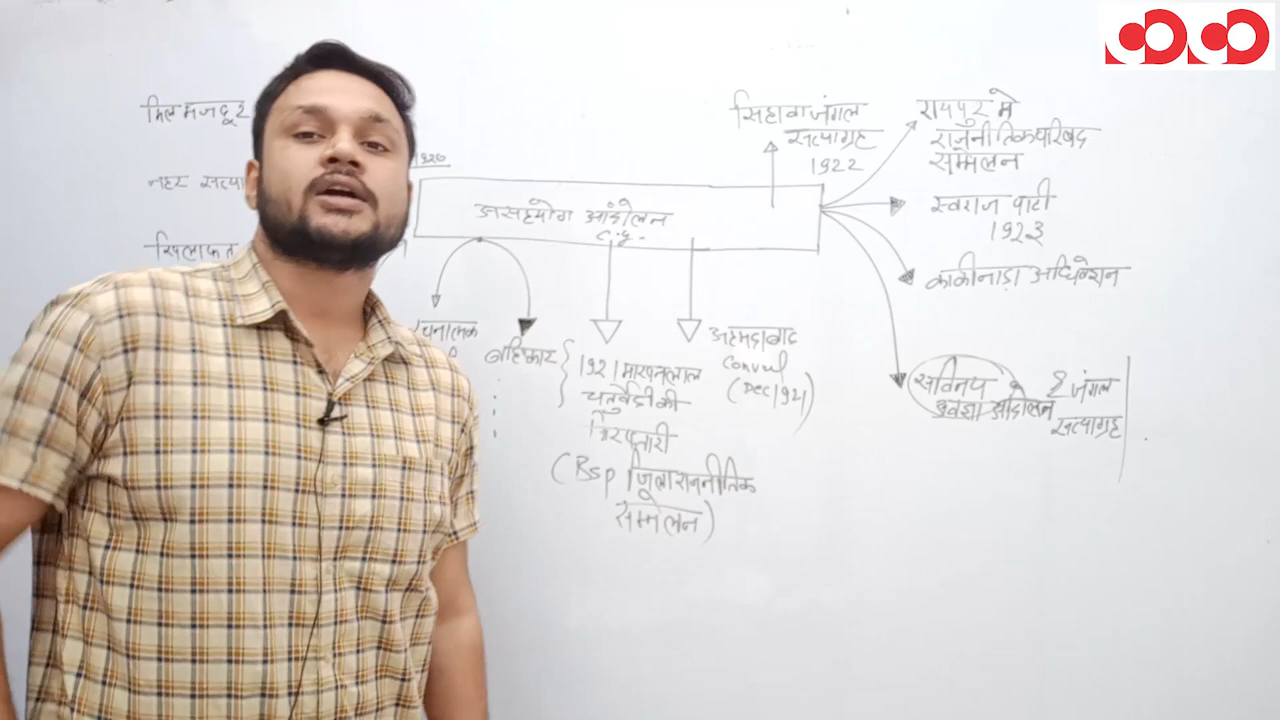 मिल मजदूर
नहर सत्या
खिलाफत
1920
असहयोग आंदोलन
c.g.
सिहावा जंगल
सत्याग्रह
1922
रायपुर मे
राजनीतिक परिषद
सम्मेलन
स्वराज पार्टी
1923
काकीनाड़ा अधिवेशन
सविनय
अवज्ञा आंदोलन
जंगल
सत्याग्रह
रचनात्मक
बहिष्कार
1921 माखनलाल
चतुर्वेदी की
गिरफ्तारी
(Bsp जिला राजनीतिक
सम्मेलन)
अहमदाबाद
(Dec 1921)